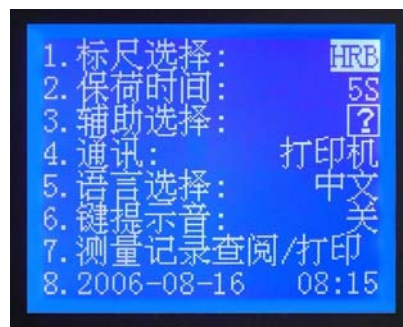 1.标尺选择: HRB
2.保荷时间: 5S
3.辅助选择: ?
4.通讯: 打印机
5.语言选择: 中文
6.键提示音: 关
7.测量记录查阅/打印
8.2006-08-16 08:15